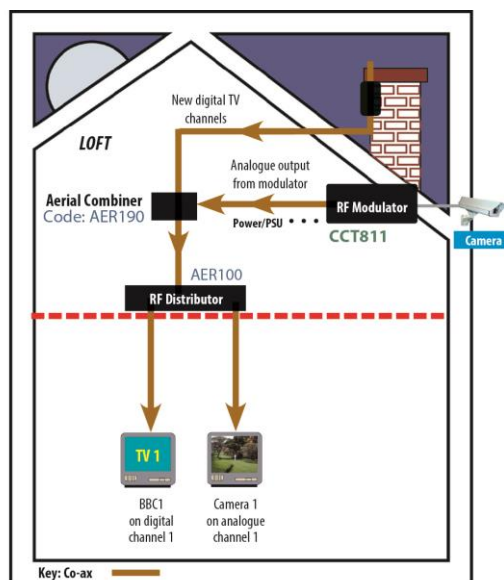 New digital TV
channels
LOFT
Analogue output
from modulator
Aerial Combiner
Code: AER190
RF Modulator
Power/PSU
CCT811
Camera
AER100
RF Distributor
TV 1
BBC1
on digital
channel 1
Camera 1
on analogue
channel 1
Key: Co-ax